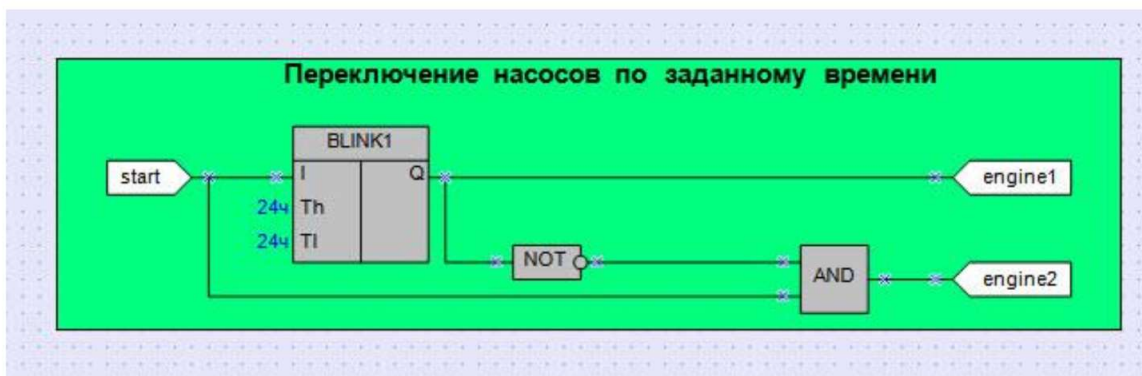 Переключение насосов по заданному времени
BLINK1
start
I
Q
engine1
24ч
Th
24ч
Tl
NOT
AND
engine2